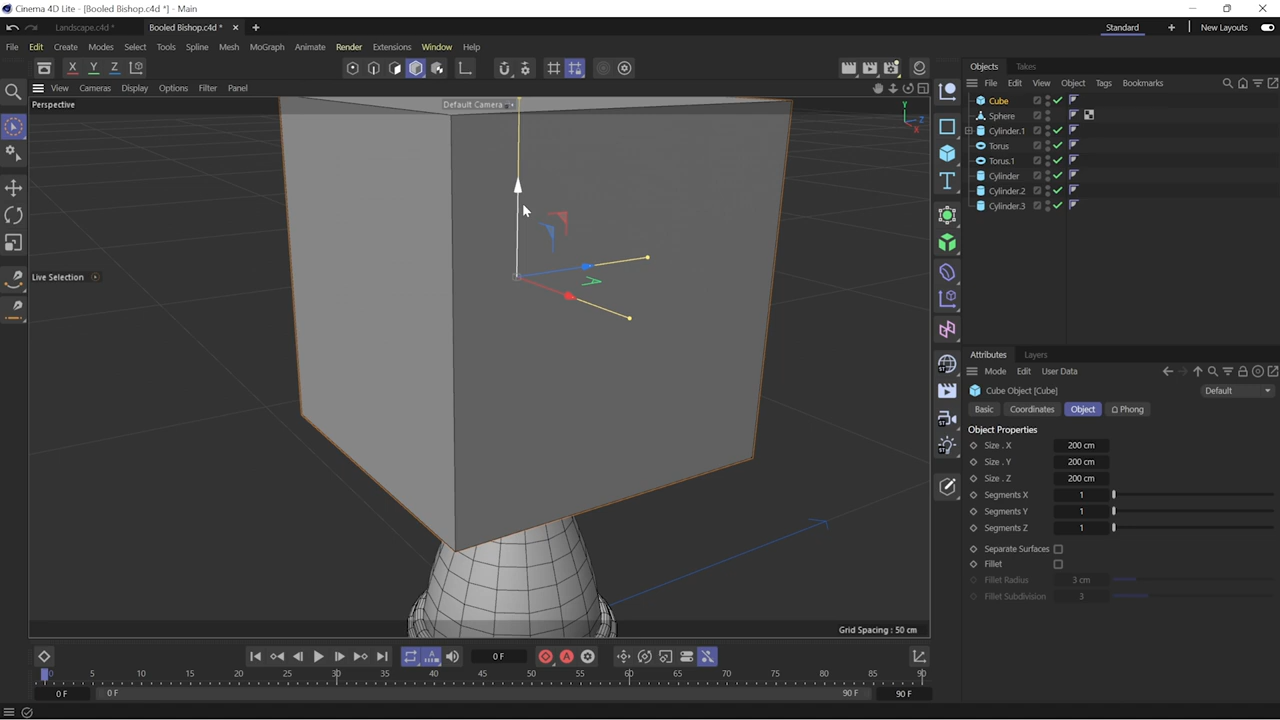 Cinema 4D Lite - [Booled Bishop.c4d *] - Main
Landscape.c4d *
Booled Bishop.c4d *
Standard
New Layouts
File Edit Create Modes Select Tools Spline Mesh MoGraph Animate Render Extensions Window Help
X Y Z
Objects Takes
View Cameras Display Options Filter Panel
File Edit View Object Tags Bookmarks
Perspective
Default Camera
Y
Z
X
Cube
Sphere
Cylinder.1
Torus
Torus.1
Cylinder
Cylinder.2
Cylinder.3
Live Selection
Attributes Layers
Mode Edit User Data
Cube Object [Cube]
Default
Basic Coordinates Object Phong
Object Properties
Size . X 200 cm
Size . Y 200 cm
Size . Z 200 cm
Segments X 1
Segments Y 1
Segments Z 1
Separate Surfaces
Fillet
Fillet Radius 3 cm
Fillet Subdivision 3
Grid Spacing : 50 cm
0 F
0 5 10 15 20 25 30 35 40 45 50 55 60 65 70 75 80 85 90
0 F 0 F 90 F 90 F